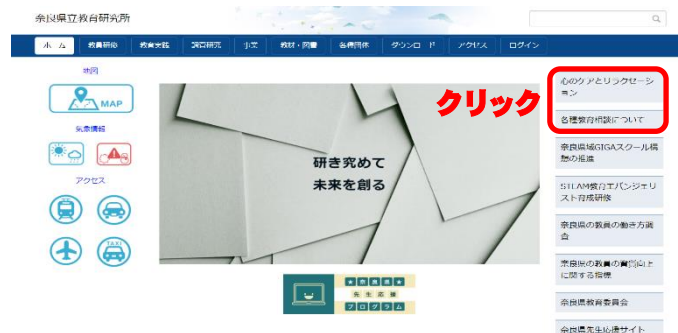 奈良県立教育研究所
ホーム 教員研修 教育支援 調査研究 事業 教材・図書 各種団体 ダウンロード アクセス ログイン
地図
MAP
気象情報
アクセス
TAXI
研き究めて
未来を創る
クリック
★奈良県★
先生応援
プログラム
心のケアとリラクセーシ
ョン
各種教育相談について
奈良県域GIGAスクール構
想の推進
STEAM教育エバンジェリ
スト育成研修
奈良県の教員の働き方調
査
奈良県の教員の資質向上
に関する指標
奈良県教育委員会
奈良県先生応援サイト